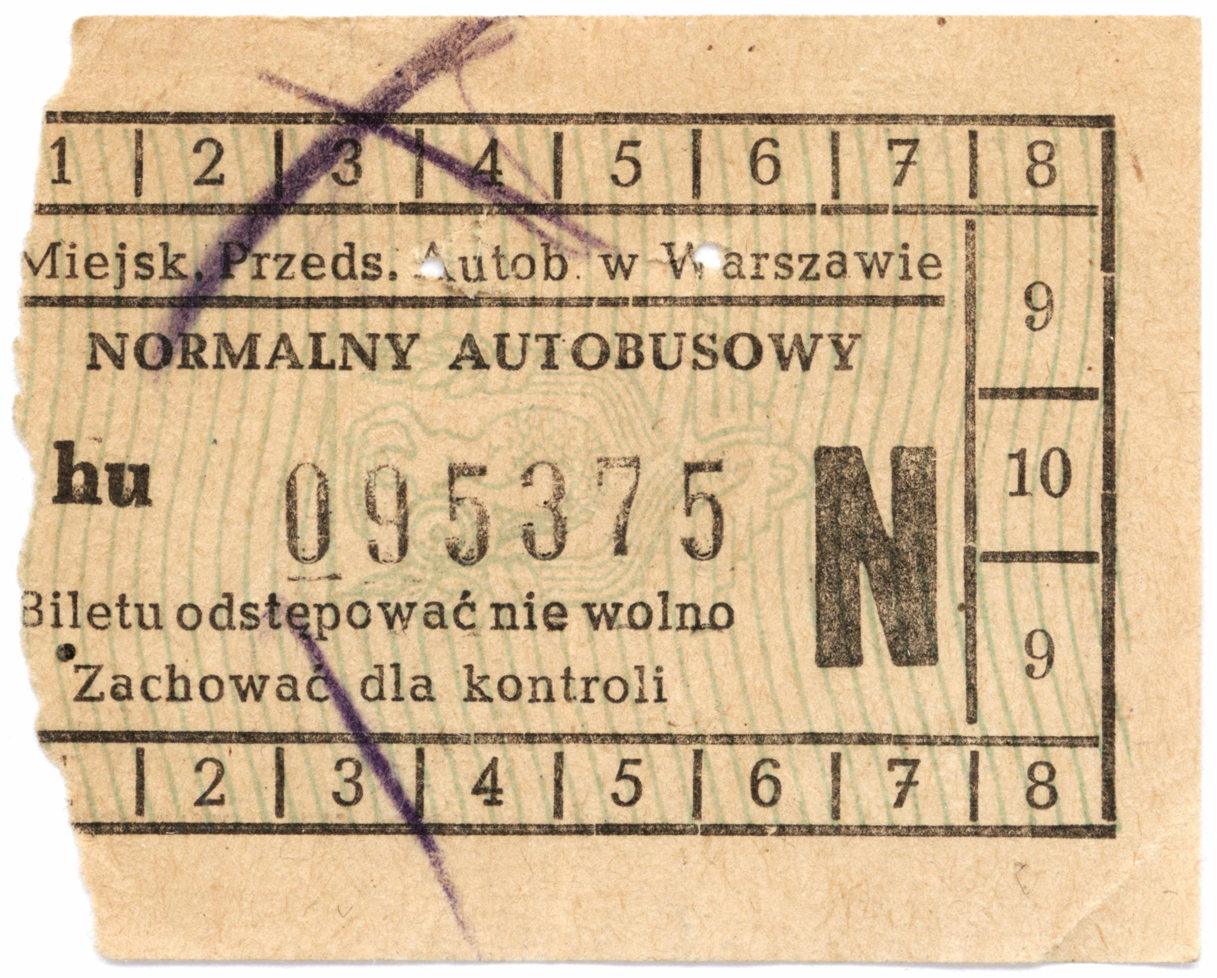 1 | 2 | 3 | 4 | 5 | 6 | 7 | 8
Miejsk. Przeds. Autob. w Warszawie
9
NORMALNY AUTOBUSOWY
hu 095375 N
10
Biletu odstępować nie wolno
9
Zachować dla kontroli
2 | 3 | 4 | 5 | 6 | 7 | 8